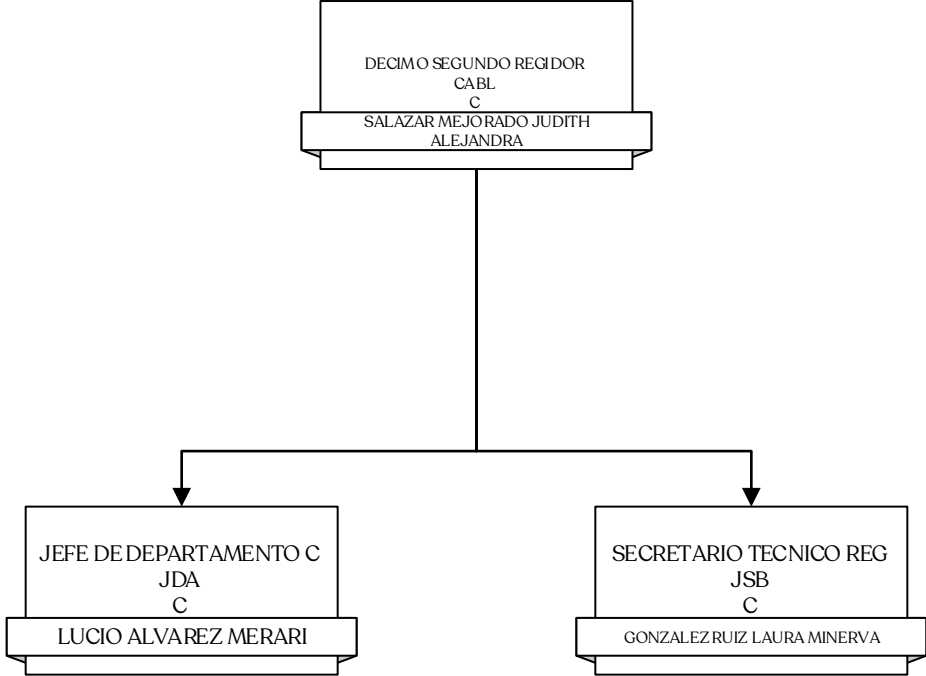 DECIMO SEGUNDO REGIDOR
CABL
C
SALAZAR MEJORADO JUDITH
ALEJANDRA
JEFE DE DEPARTAMENTO C
JDA
C
LUCIO ALVAREZ MERARI
SECRETARIO TECNICO REG
JSB
C
GONZALEZ RUIZ LAURA MINERVA